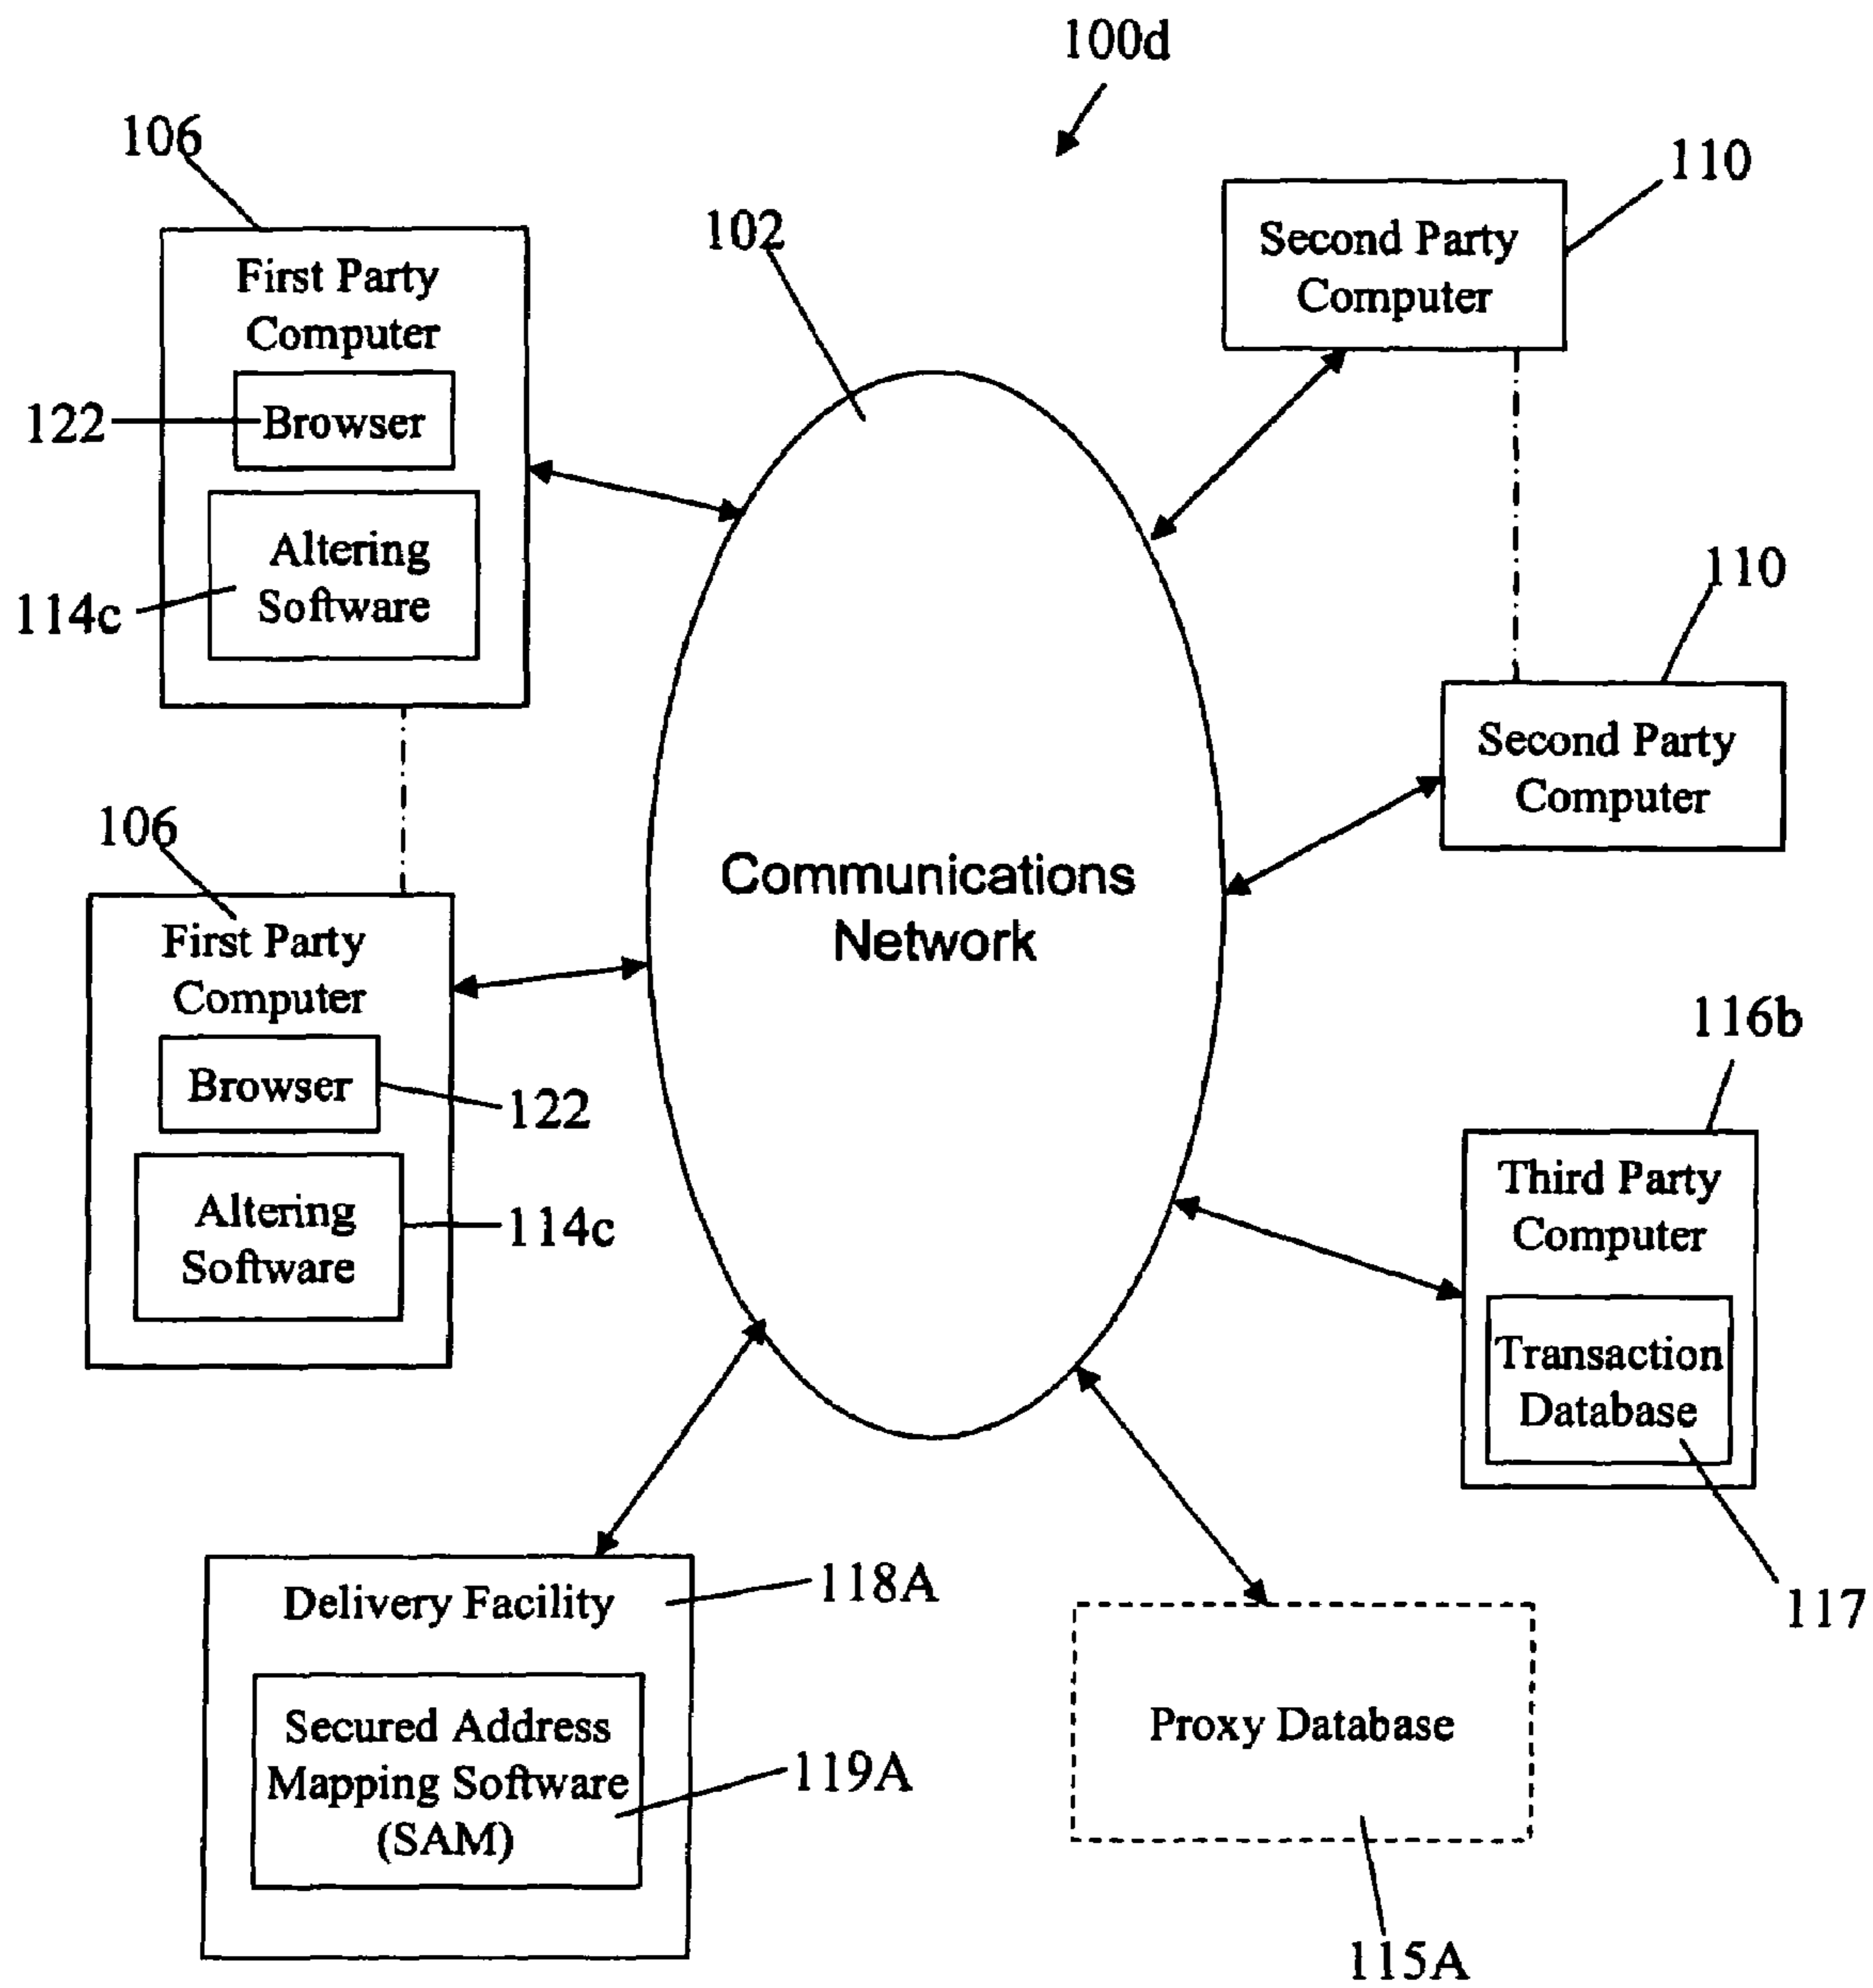 100d
106
110
102
Second Party
Computer
First Party
Computer
122
Browser
Altering
Software
114c
110
Second Party
Computer
106
Communications
Network
First Party
Computer
116b
Browser
122
Third Party
Computer
Altering
Software
114c
Transaction
Database
117
Delivery Facility
118A
Secured Address
Mapping Software
(SAM)
119A
Proxy Database
115A